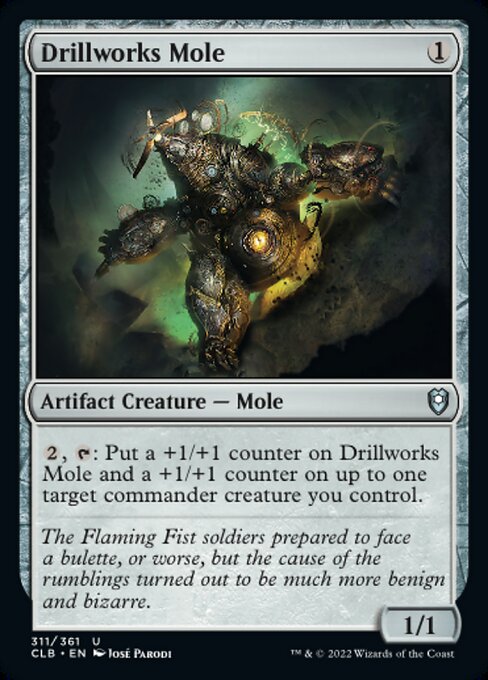 Drillworks Mole 1
Artifact Creature — Mole
2, T: Put a +1/+1 counter on Drillworks
Mole and a +1/+1 counter on up to one
target commander creature you control.
The Flaming Fist soldiers prepared to face
a bulette, or worse, but the cause of the
rumblings turned out to be much more benign
and bizarre.
1/1
311/361 U
CLB • EN José Parodi
™ & © 2022 Wizards of the Coast